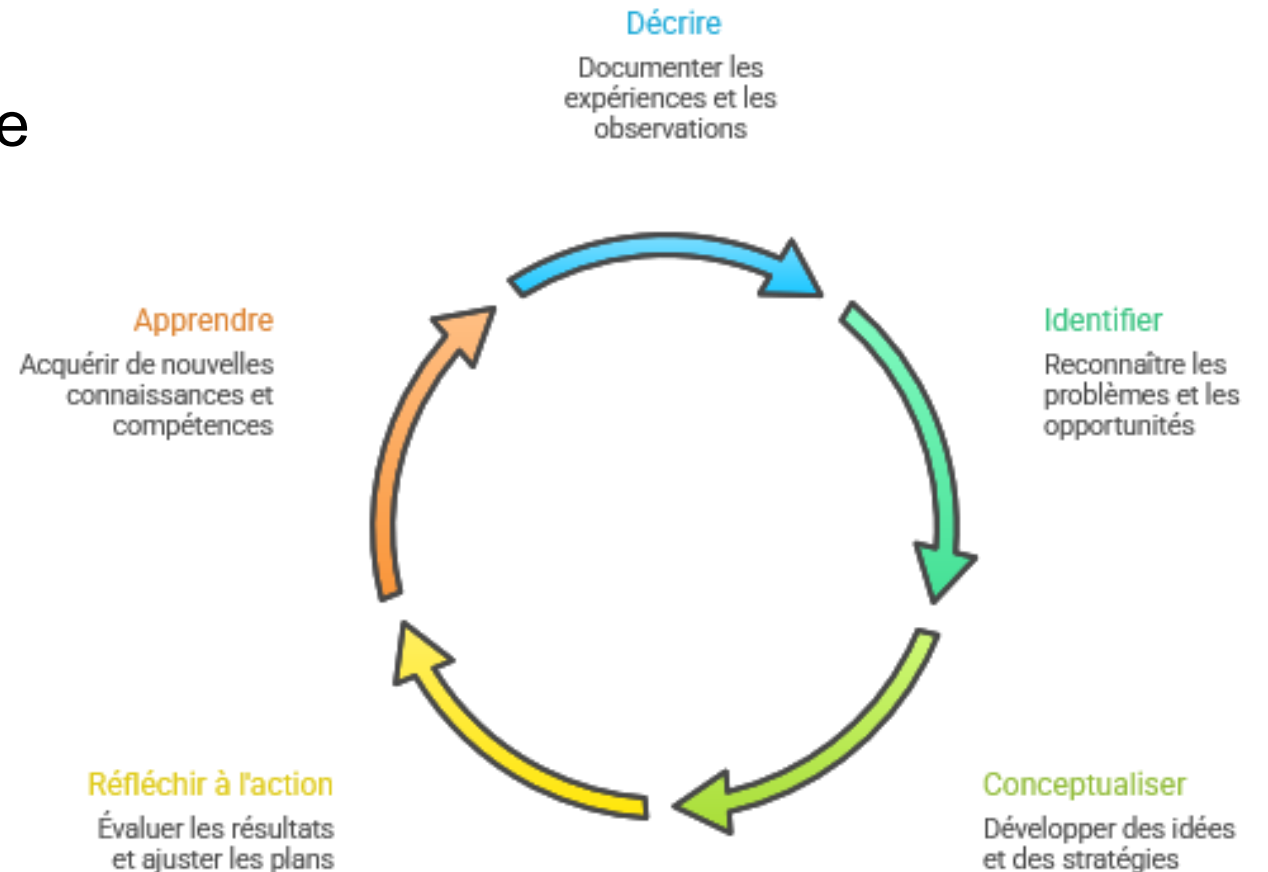 Décrire
Documenter les
expériences et les
observations
e
Apprendre
Acquérir de nouvelles
connaissances et
compétences
Identifier
Reconnaître les
problèmes et les
opportunités
Réfléchir à l'action
Évaluer les résultats
et ajuster les plans
Conceptualiser
Développer des idées
et des stratégies